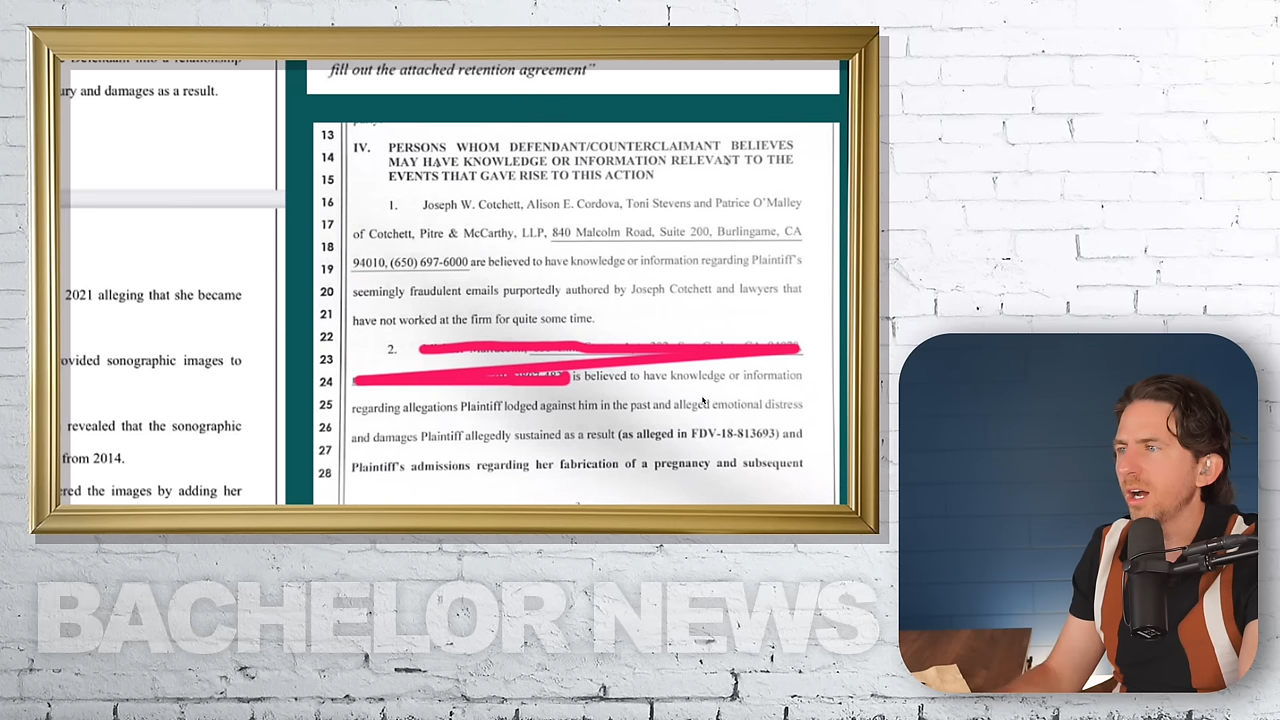 ury and damages as a result.
2021 alleging that she became
ovided sonographic images to
revealed that the sonographic
from 2014.
ered the images by adding her
fill out the attached retention agreement"
13
14
15
16
17
18
19
20
21
22
23
24
25
26
27
28
IV. PERSONS WHOM DEFENDANT/COUNTERCLAIMANT BELIEVES
MAY HAVE KNOWLEDGE OR INFORMATION RELEVANT TO THE
EVENTS THAT GAVE RISE TO THIS ACTION
1. Joseph W. Cotchett, Alison E. Cordova, Toni Stevens and Patrice O'Malley
of Cotchett, Pitre & McCarthy, LLP, 840 Malcolm Road, Suite 200, Burlingame, CA
94010, (650) 697-6000 are believed to have knowledge or information regarding Plaintiff's
seemingly fraudulent emails purportedly authored by Joseph Cotchett and lawyers that
have not worked at the firm for quite some time.
2.
is believed to have knowledge or information
regarding allegations Plaintiff lodged against him in the past and alleged emotional distress
and damages Plaintiff allegedly sustained as a result (as alleged in FDV-18-813693) and
Plaintiff's admissions regarding her fabrication of a pregnancy and subsequent
BACHELOR NEWS